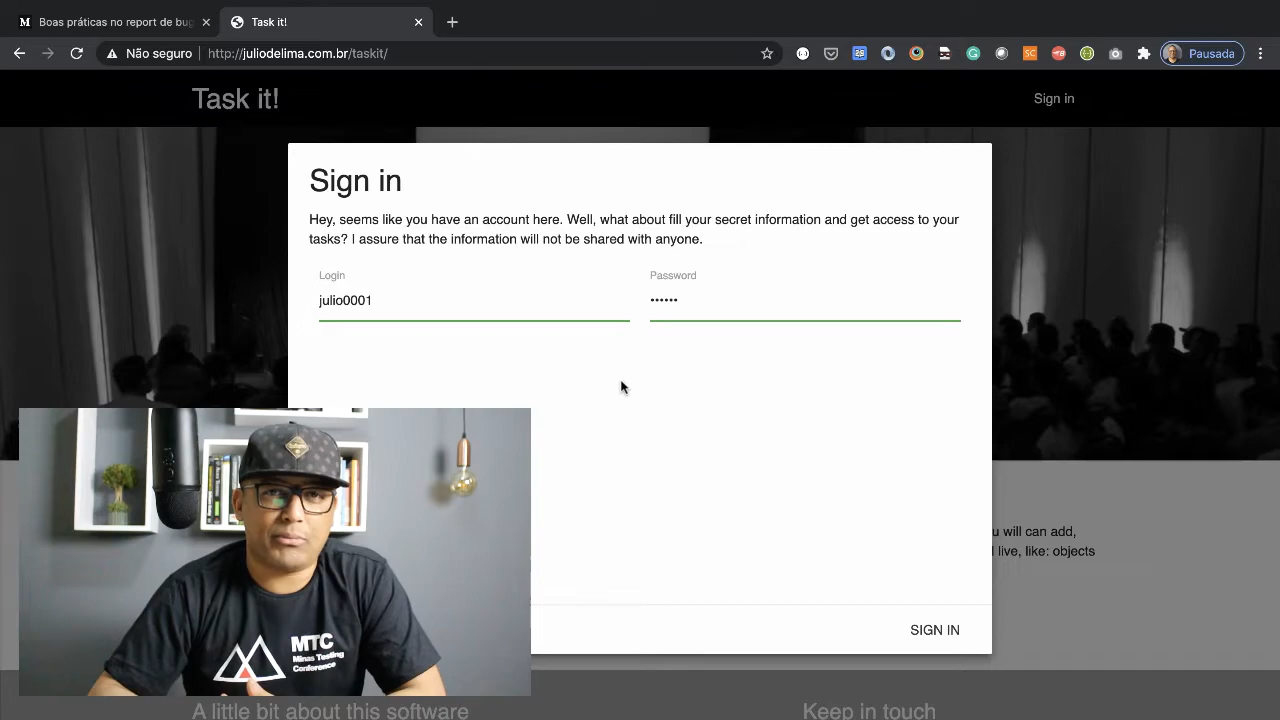 Boas práticas no report de bug
Task it!
Não seguro
http://juliodelima.com.br/taskit/
Pausada
Task it!
Sign in
Sign in
Hey, seems like you have an account here. Well, what about fill your secret information and get access to your
tasks? I assure that the information will not be shared with anyone.
Login
Password
julio0001
••••••
u will can add,
l live, like: objects
SIGN IN
MTC
Minas Testing
Conference
A little bit about this software
Keep in touch